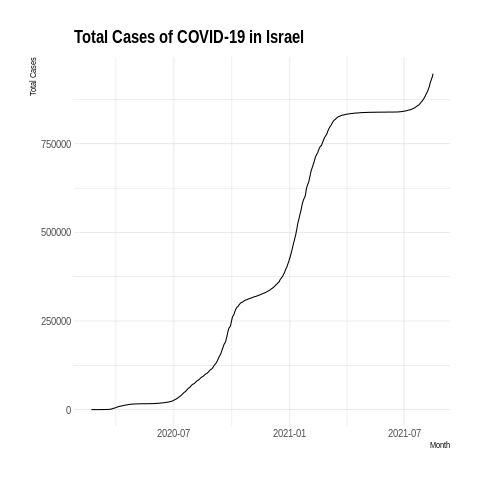 Total Cases of COVID-19 in Israel
Total Cases
750000
500000
250000
0
2020-07 2021-01 2021-07
Month